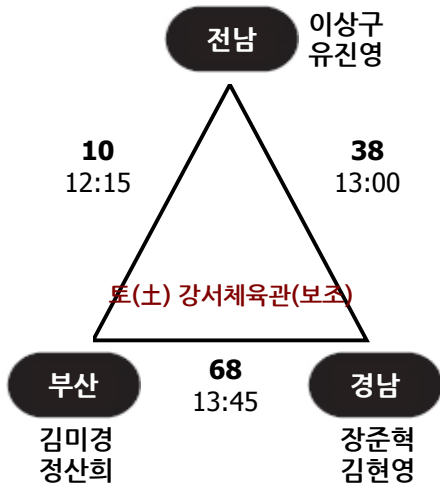 전남
이상구
유진영
10
12:15
38
13:00
토(土) 강서체육관(보조)
부산
68
13:45
경남
김미경
정산희
장준혁
김현영